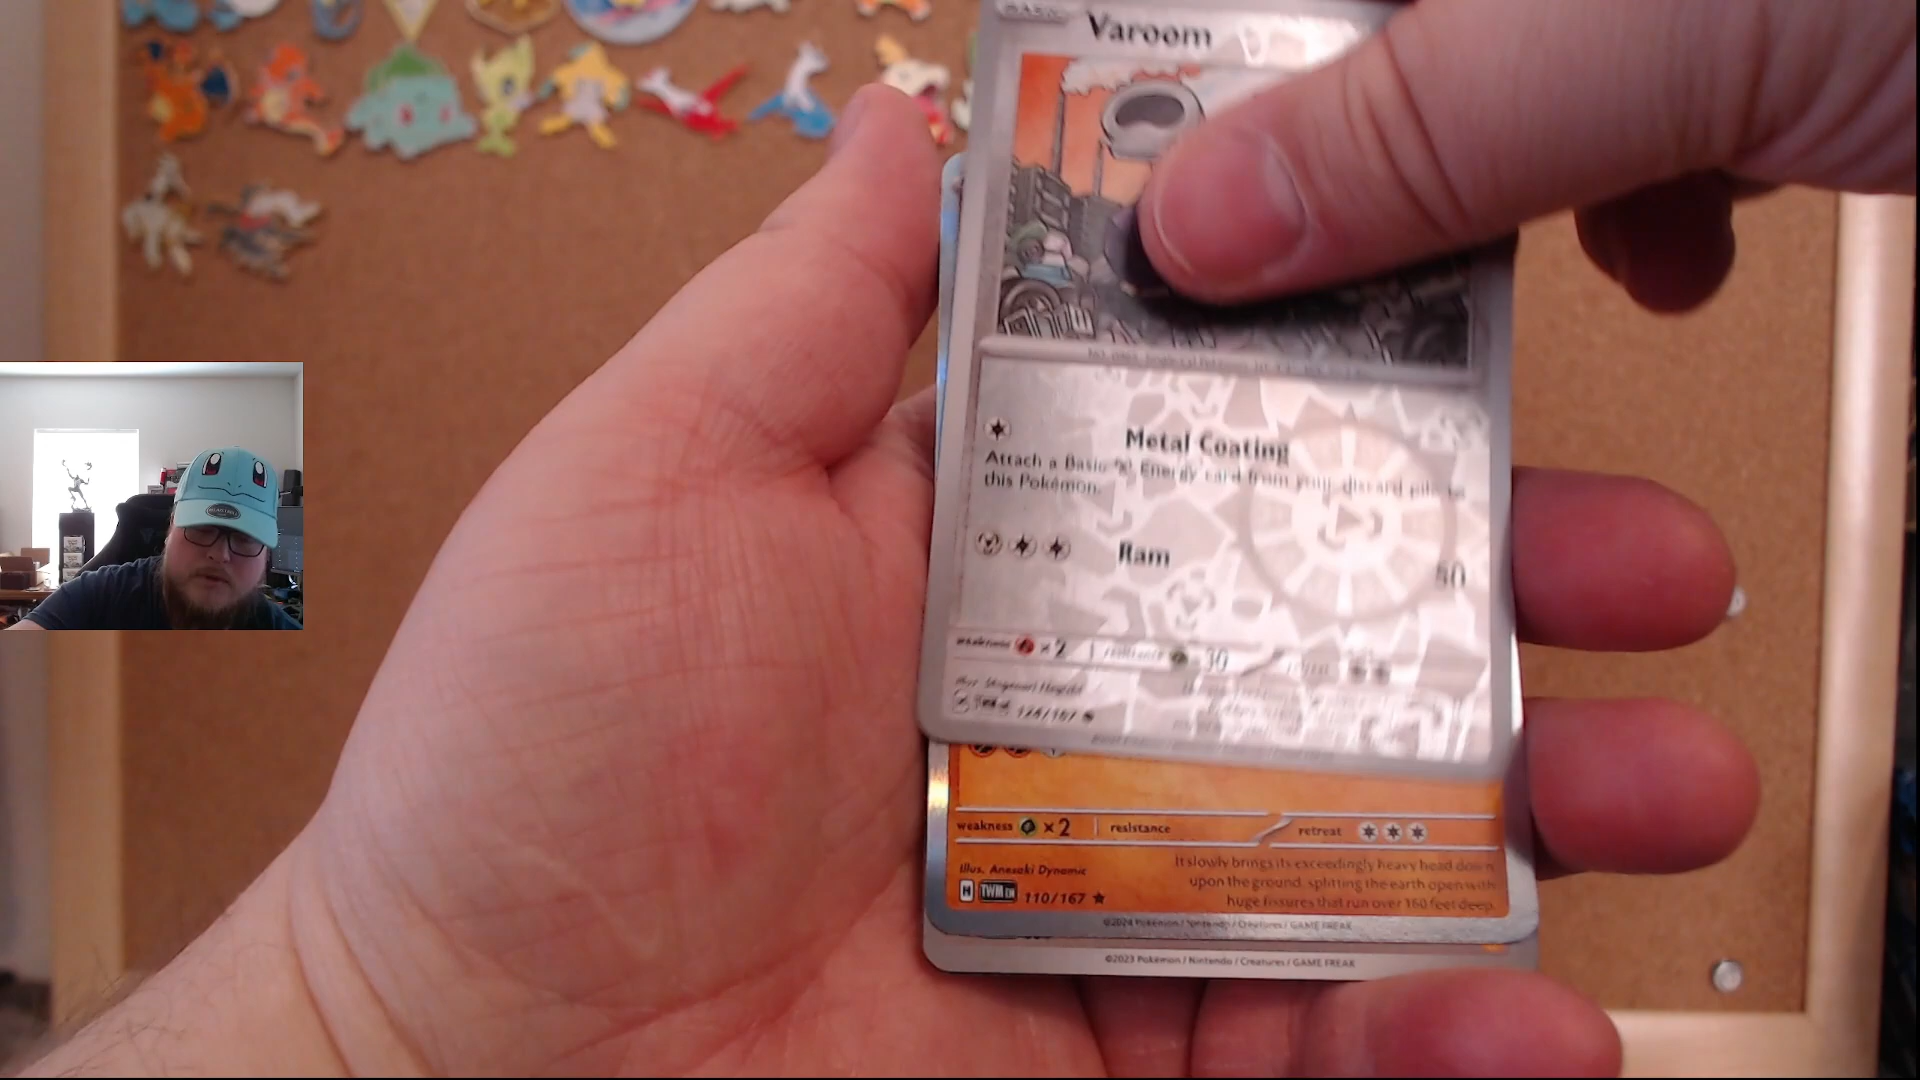 BASIC Varoom
Metal Coating
Attach a Basic Energy card from your discard pile to
this Pokémon.
Ram 50
weakness ×2 resistance -30 retreat
124/167
weakness ×2 resistance retreat
Illus. Anesaki Dynamic
It slowly brings its exceedingly heavy head down
upon the ground, splitting the earth open with
huge fissures that run over 160 feet deep.
H TWM EN 110/167
©2024 Pokémon / Nintendo / Creatures / GAME FREAK
©2023 Pokémon / Nintendo / Creatures / GAME FREAK